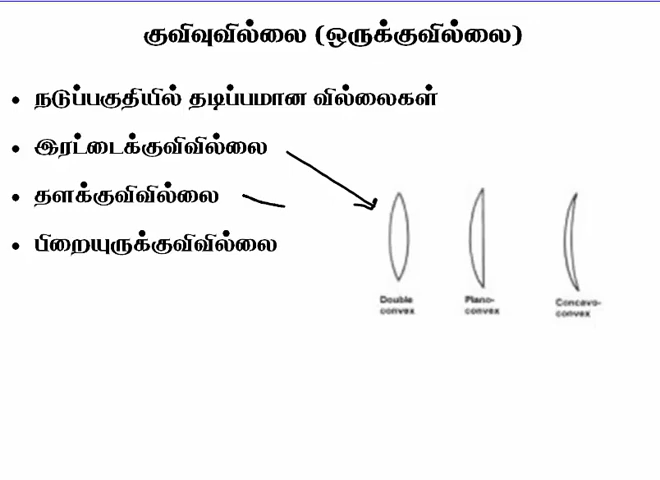 குவிவுவில்லை (ஒருக்குவில்லை)
• நடுப்பகுதியில் தடிப்பமான வில்லைகள்
• இரட்டைக்குவிவில்லை
• தளக்குவிவில்லை
• பிறையுருக்குவிவில்லை
Double convex
Plano-convex
Concavo-convex